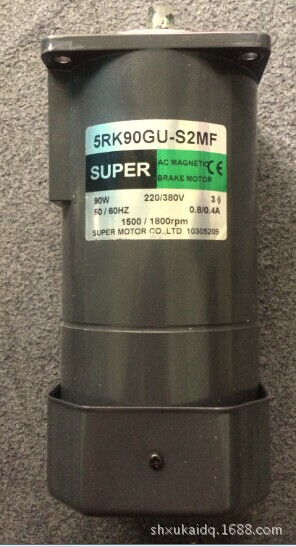 5RK90GU-S2MF
SUPER
AC MAGNETIC
BRAKE MOTOR
CE
90W 220/380V 3ϕ
50/60HZ 0.8/0.4A
1500/1800rpm
SUPER MOTOR CO.,LTD 10305205
shxukaidq.1688.com